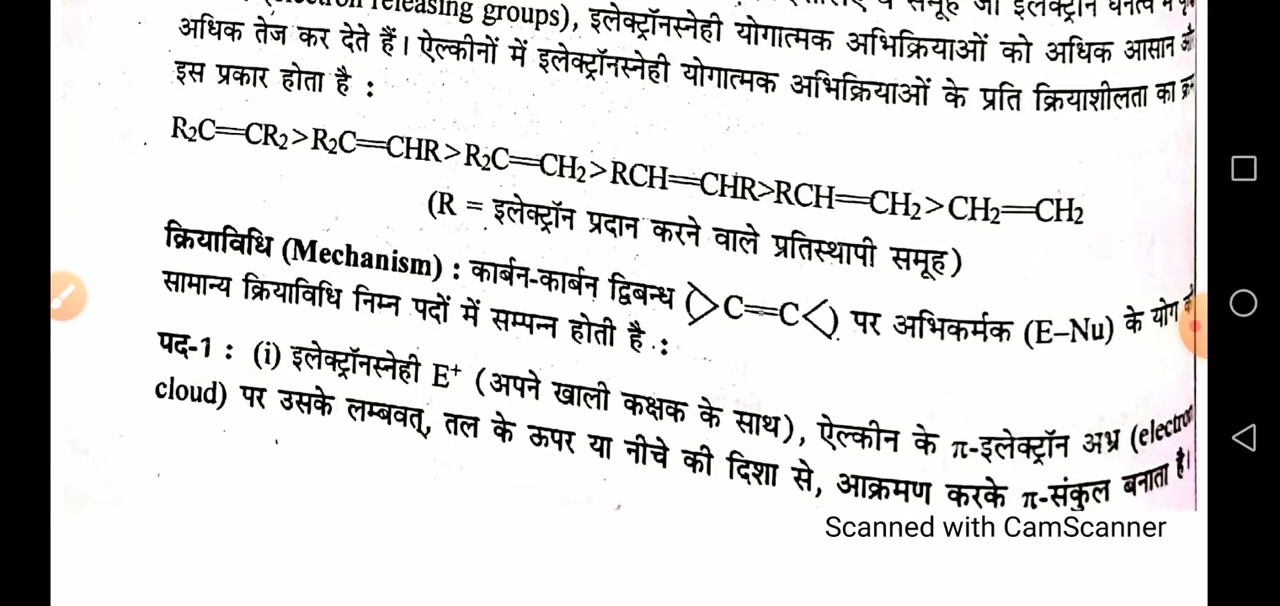 releasing groups), इलेक्ट्रॉनस्नेही योगात्मक अभिक्रियाओं को अधिक आसान
अधिक तेज कर देते हैं। ऐल्कीनों में इलेक्ट्रॉनस्नेही योगात्मक अभिक्रियाओं के प्रति क्रियाशीलता का
इस प्रकार होता है :
R₂C=CR₂>R₂C=CHR>R₂C=CH₂>RCH=CHR>RCH=CH₂>CH₂=CH₂
(R = इलेक्ट्रॉन प्रदान करने वाले प्रतिस्थापी समूह)
क्रियाविधि (Mechanism) : कार्बन-कार्बन द्विबन्ध (>C=C<) पर अभिकर्मक (E–Nu) के योग
सामान्य क्रियाविधि निम्न पदों में सम्पन्न होती है :
पद-1 : (i) इलेक्ट्रॉनस्नेही E⁺ (अपने खाली कक्षक के साथ), ऐल्कीन के π-इलेक्ट्रॉन अभ्र (electron
cloud) पर उसके लम्बवत्, तल के ऊपर या नीचे की दिशा से, आक्रमण करके π-संकुल बनाता है।
Scanned with CamScanner